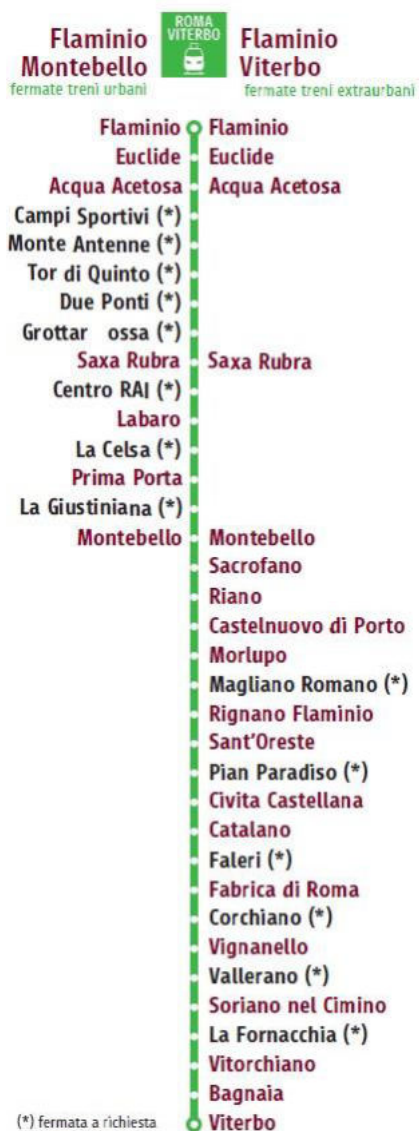 ROMA
VITERBO
Flaminio
Montebello
fermate treni urbani
Flaminio
Viterbo
fermate treni extraurbani
Flaminio Flaminio
Euclide Euclide
Acqua Acetosa Acqua Acetosa
Campi Sportivi (*)
Monte Antenne (*)
Tor di Quinto (*)
Due Ponti (*)
Grottar ossa (*)
Saxa Rubra Saxa Rubra
Centro RAI (*)
Labaro
La Celsa (*)
Prima Porta
La Giustiniana (*)
Montebello Montebello
Sacrofano
Riano
Castelnuovo di Porto
Morlupo
Magliano Romano (*)
Rignano Flaminio
Sant'Oreste
Pian Paradiso (*)
Civita Castellana
Catalano
Faleri (*)
Fabrica di Roma
Corchiano (*)
Vignanello
Vallerano (*)
Soriano nel Cimino
La Fornacchia (*)
Vitorchiano
Bagnaia
(*) fermata a richiesta Viterbo